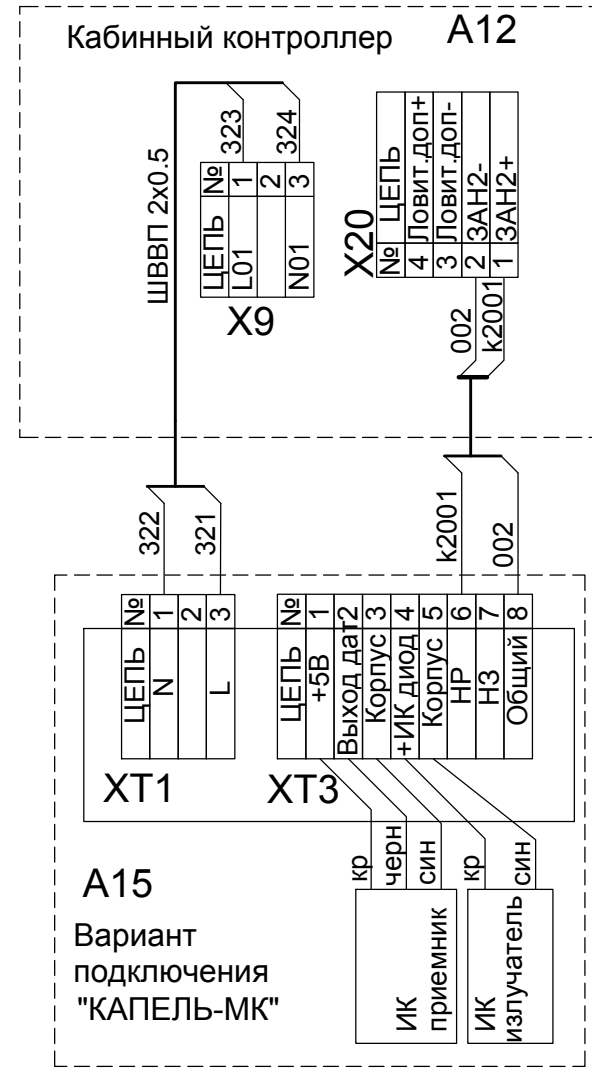 Кабинный контроллер
A12
ШВВП 2x0.5
323
324
№ 1 2 3
ЦЕПЬ L01 N01
X9
X20
ЦЕПЬ Ловит.доп+ Ловит.доп- ЗАН2- ЗАН2+
№ 4 3 2 1
002
k2001
322
321
k2001
002
№ 1 2 3
ЦЕПЬ N L
XT1
№ 1 2 3 4 5 6 7 8
ЦЕПЬ +5В Выход дат Корпус +ИК диод Корпус НР НЗ Общий
XT3
кр
черн
син
кр
син
A15
Вариант
подключения
"КАПЕЛЬ-МК"
ИК
приемник
ИК
излучатель